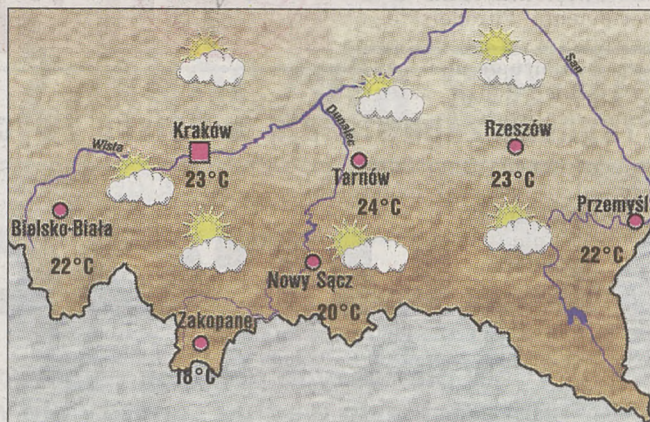 San
Dunajec
Kraków
Rzeszów
Wisła
23°C
Tarnów
23°C
24°C
Przemyśl
Bielsko-Biała
22°C
22°C
Nowy Sącz
20°C
Zakopane
18°C